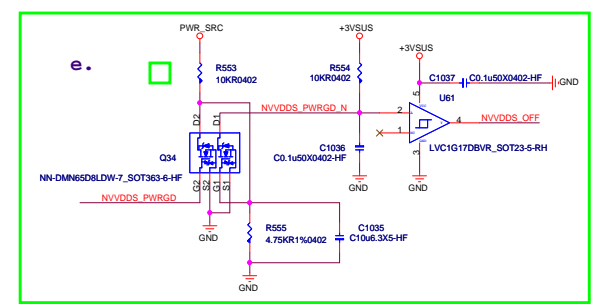 PWR_SRC
+3VSUS
+3VSUS
e.
R553
10KR0402
R554
10KR0402
C1037
C0.1u50X0402-HF
GND
U61
NVVDDS_PWRGD_N
D2
D1
5
2
1
4
NVVDDS_OFF
3
LVC1G17DBVR_SOT23-5-RH
Q34
C1036
C0.1u50X0402-HF
NN-DMN65D8LDW-7_SOT363-6-HF
G2
S2
G1
S1
GND
GND
NVVDDS_PWRGD
GND
R555
4.75KR1%0402
C1035
C10u6.3X5-HF
GND